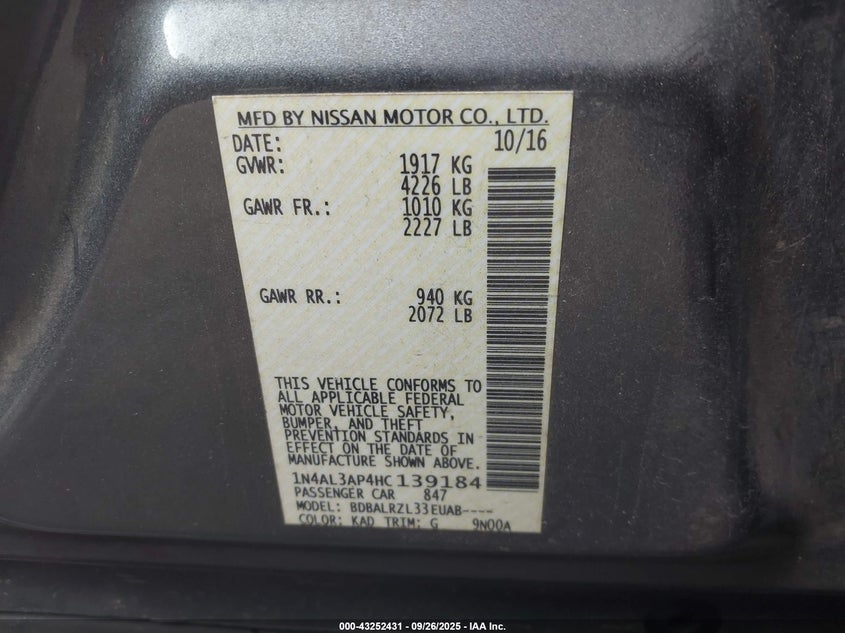 MFD BY NISSAN MOTOR CO., LTD.
DATE: 10/16
GVWR: 1917 KG
4226 LB
GAWR FR.: 1010 KG
2227 LB
GAWR RR.: 940 KG
2072 LB
THIS VEHICLE CONFORMS TO
ALL APPLICABLE FEDERAL
MOTOR VEHICLE SAFETY,
BUMPER, AND THEFT
PREVENTION STANDARDS IN
EFFECT ON THE DATE OF
MANUFACTURE SHOWN ABOVE.
1N4AL3AP4HC139184
PASSENGER CAR 847
MODEL: BDBALRZL33EUAB----
COLOR: KAD TRIM: G 9N00A
000-43252431 - 09/26/2025 - IAA Inc.